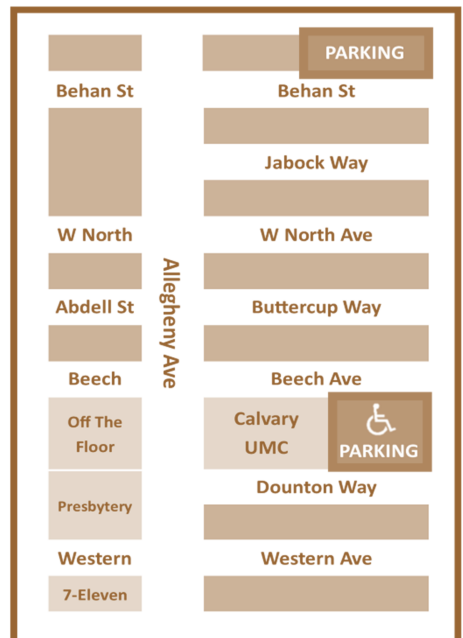 PARKING
Behan St
Behan St
Jabock Way
W North
W North Ave
Allegheny Ave
Abdell St
Buttercup Way
Beech
Beech Ave
Off The
Floor
Calvary
UMC
PARKING
Dounton Way
Presbytery
Western
Western Ave
7-Eleven